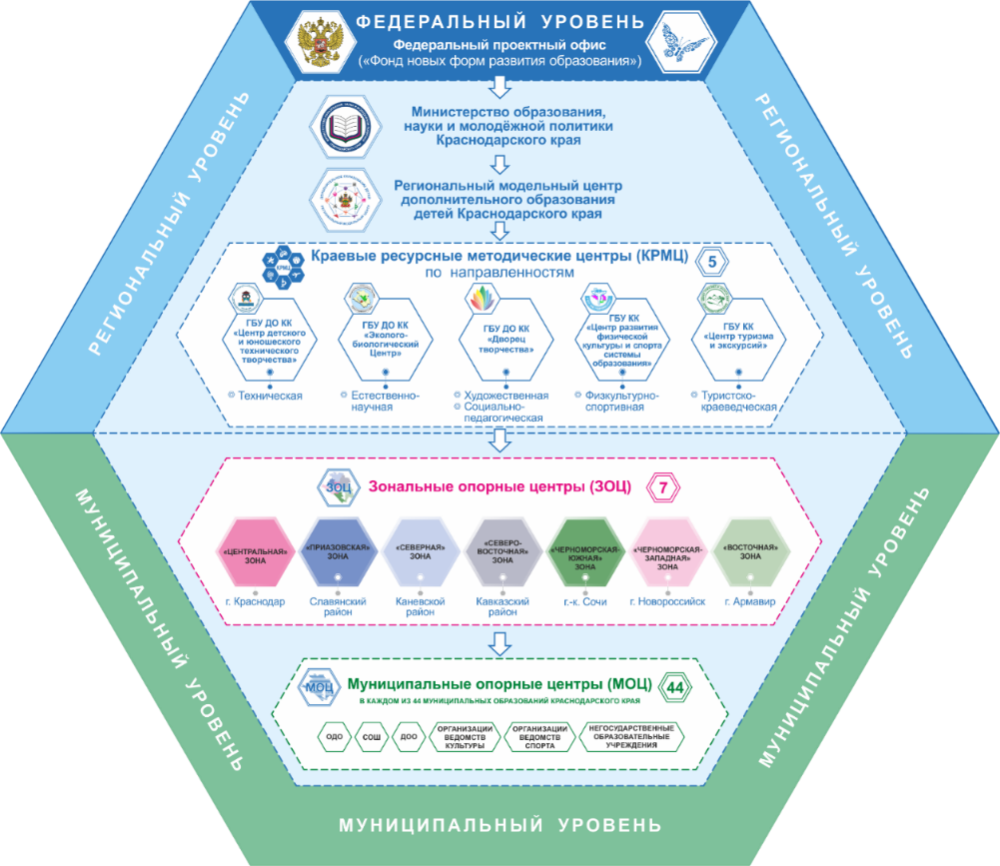 ФЕДЕРАЛЬНЫЙ УРОВЕНЬ
Федеральный проектный офис
(«Фонд новых форм развития образования»)
РЕГИОНАЛЬНЫЙ УРОВЕНЬ
РЕГИОНАЛЬНЫЙ УРОВЕНЬ
Министерство образования,
науки и молодёжной политики
Краснодарского края
Региональный модельный центр
дополнительного образования
детей Краснодарского края
КРМЦ
Краевые ресурсные методические центры (КРМЦ)
по направленностям
5
ГБУ ДО КК
«Центр детского
и юношеского
технического
творчества»
Техническая
ГБУ ДО КК
«Эколого-
биологический
Центр»
Естественно-
научная
ГБУ ДО КК
«Дворец
творчества»
Художественная
Социально-
педагогическая
ГБУ КК
«Центр развития
физической
культуры и спорта
системы
образования»
Физкультурно-
спортивная
ГБУ КК
«Центр туризма
и экскурсий»
Туристско-
краеведческая
МУНИЦИПАЛЬНЫЙ УРОВЕНЬ
МУНИЦИПАЛЬНЫЙ УРОВЕНЬ
ЗОЦ
Зональные опорные центры (ЗОЦ)
7
«ЦЕНТРАЛЬНАЯ»
ЗОНА
г. Краснодар
«ПРИАЗОВСКАЯ»
ЗОНА
Славянский
район
«СЕВЕРНАЯ»
ЗОНА
Каневской
район
«СЕВЕРО-
ВОСТОЧНАЯ»
ЗОНА
Кавказский
район
«ЧЕРНОМОРСКАЯ-
ЮЖНАЯ»
ЗОНА
г.-к. Сочи
«ЧЕРНОМОРСКАЯ-
ЗАПАДНАЯ»
ЗОНА
г. Новороссийск
«ВОСТОЧНАЯ»
ЗОНА
г. Армавир
МОЦ
Муниципальные опорные центры (МОЦ)
44
В КАЖДОМ ИЗ 44 МУНИЦИПАЛЬНЫХ ОБРАЗОВАНИЙ КРАСНОДАРСКОГО КРАЯ
ОДО
СОШ
ДОО
ОРГАНИЗАЦИИ
ВЕДОМСТВ
КУЛЬТУРЫ
ОРГАНИЗАЦИИ
ВЕДОМСТВ
СПОРТА
НЕГОСУДАРСТВЕННЫЕ
ОБРАЗОВАТЕЛЬНЫЕ
УЧРЕЖДЕНИЯ
МУНИЦИПАЛЬНЫЙ УРОВЕНЬ